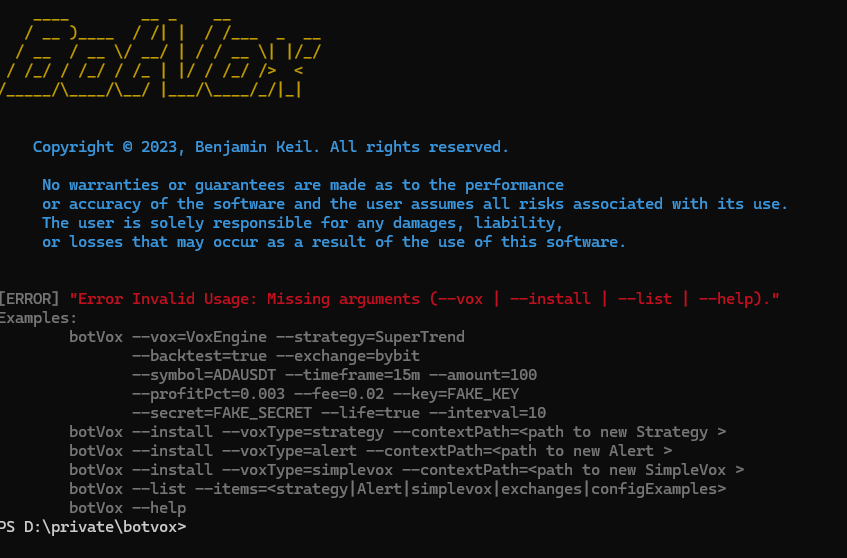 BotVox
Copyright © 2023, Benjamin Keil. All rights reserved.
No warranties or guarantees are made as to the performance
or accuracy of the software and the user assumes all risks associated with its use.
The user is solely responsible for any damages, liability,
or losses that may occur as a result of the use of this software.
[ERROR] "Error Invalid Usage: Missing arguments (--vox | --install | --list | --help)."
Examples:
botVox --vox=VoxEngine --strategy=SuperTrend
--backtest=true --exchange=bybit
--symbol=ADAUSDT --timeframe=15m --amount=100
--profitPct=0.003 --fee=0.02 --key=FAKE_KEY
--secret=FAKE_SECRET --life=true --interval=10
botVox --install --voxType=strategy --contextPath=<path to new Strategy >
botVox --install --voxType=alert --contextPath=<path to new Alert >
botVox --install --voxType=simplevox --contextPath=<path to new SimpleVox >
botVox --list --items=<strategy|Alert|simplevox|exchanges|configExamples>
botVox --help
PS D:\private\botvox>